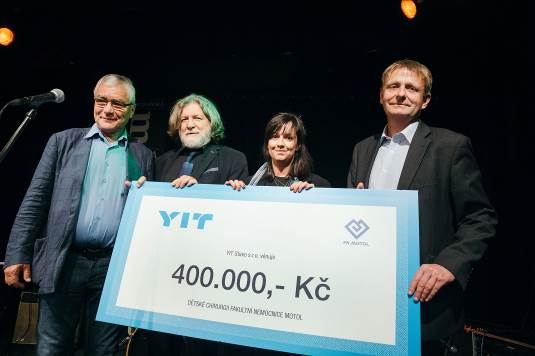 YIT
FN MOTOL
YIT Stavo s.r.o. věnuje
400.000,- Kč
DĚTSKÉ CHIRURGII FAKULTNÍ NEMOCNICE MOTOL